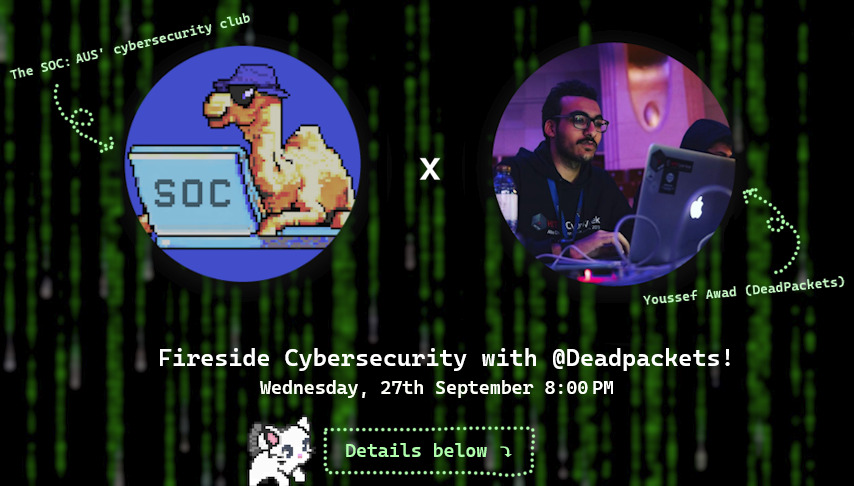 The SOC: AUS' cybersecurity club
SOC
X
Youssef Awad (DeadPackets)
Fireside Cybersecurity with @Deadpackets!
Wednesday, 27th September 8:00 PM
Details below ⤵